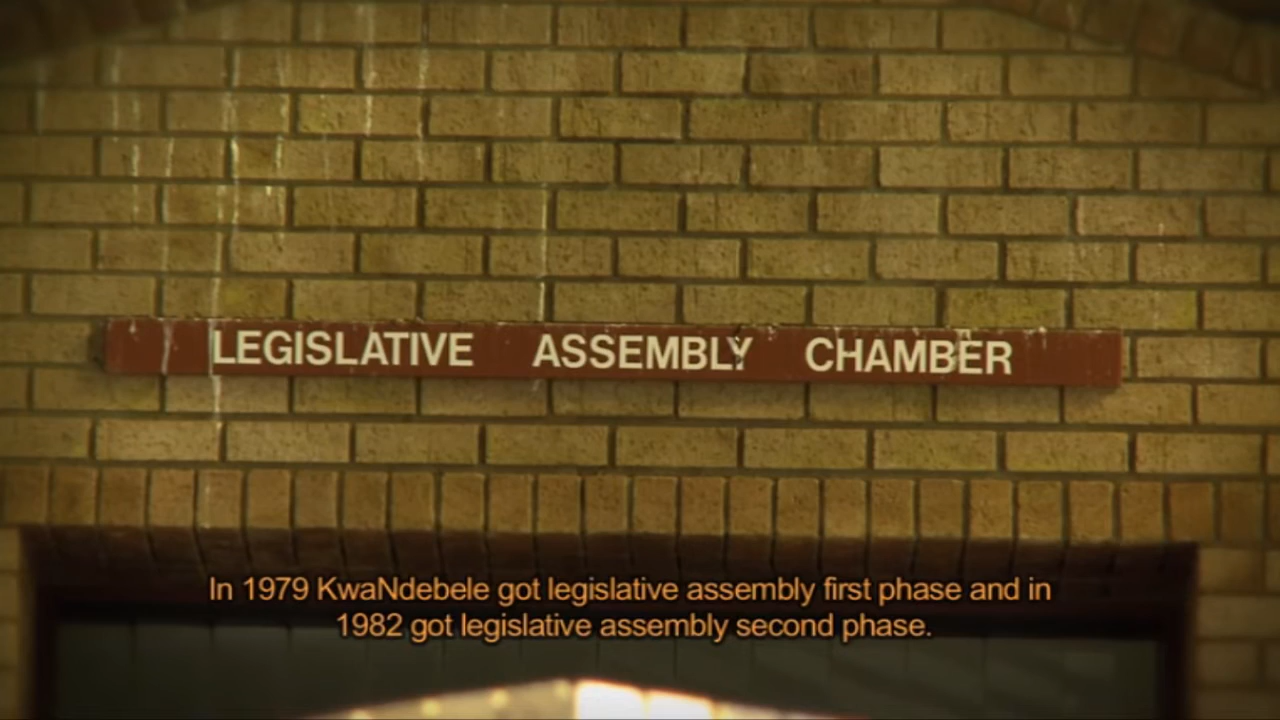 LEGISLATIVE ASSEMBLY CHAMBER
In 1979 KwaNdebele got legislative assembly first phase and in
1982 got legislative assembly second phase.